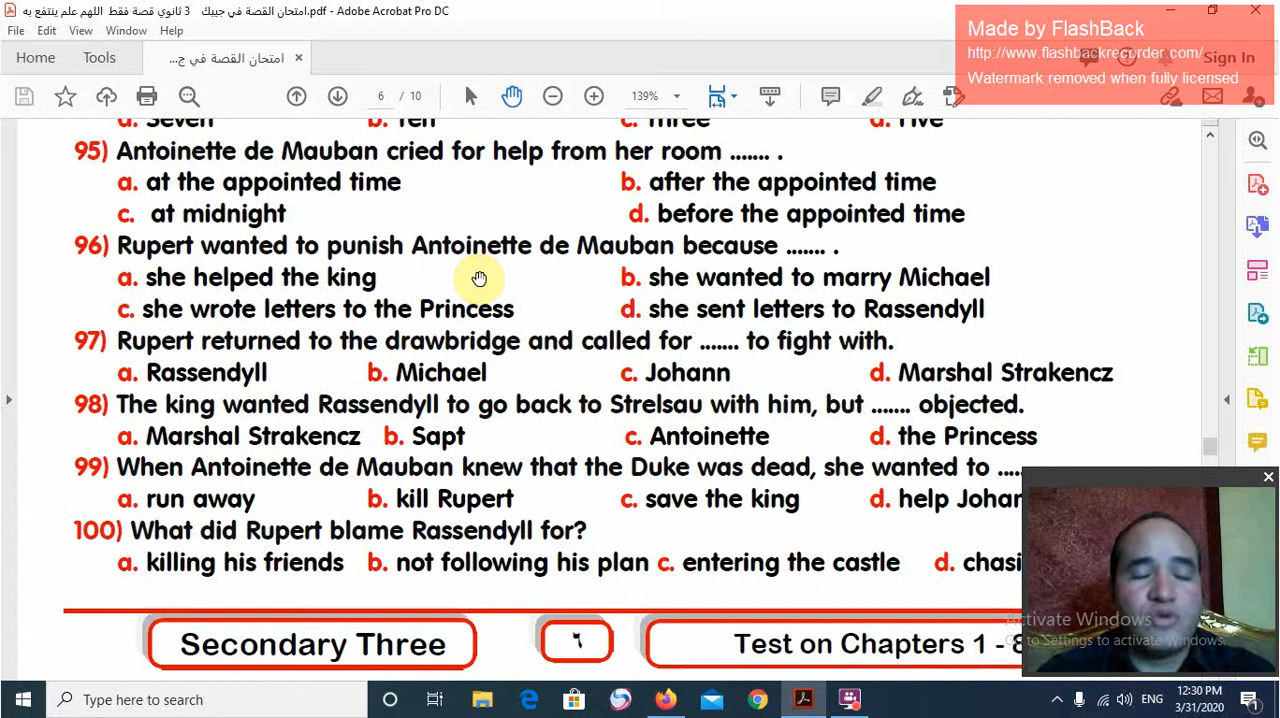 امتحان القصة في جيبك 3 ثانوي قصة فقط اللهم علم ينتفع به.pdf - Adobe Acrobat Pro DC
File Edit View Window Help
Home Tools امتحان القصة في ج... × Sign In
Made by FlashBack
http://www.flashbackrecorder.com/
Watermark removed when fully licensed
6 / 10 139%
a. Seven b. Ten c. Three d. Five
95) Antoinette de Mauban cried for help from her room ....... .
a. at the appointed time b. after the appointed time
c. at midnight d. before the appointed time
96) Rupert wanted to punish Antoinette de Mauban because ....... .
a. she helped the king b. she wanted to marry Michael
c. she wrote letters to the Princess d. she sent letters to Rassendyll
97) Rupert returned to the drawbridge and called for ....... to fight with.
a. Rassendyll b. Michael c. Johann d. Marshal Strakencz
98) The king wanted Rassendyll to go back to Strelsau with him, but ....... objected.
a. Marshal Strakencz b. Sapt c. Antoinette d. the Princess
99) When Antoinette de Mauban knew that the Duke was dead, she wanted to .....
a. run away b. kill Rupert c. save the king d. help Johan
100) What did Rupert blame Rassendyll for?
a. killing his friends b. not following his plan c. entering the castle d. chasi
Activate Windows
Go to Settings to activate Windows.
Secondary Three ٦ Test on Chapters 1 - 8
Type here to search ENG 12:30 PM
3/31/2020